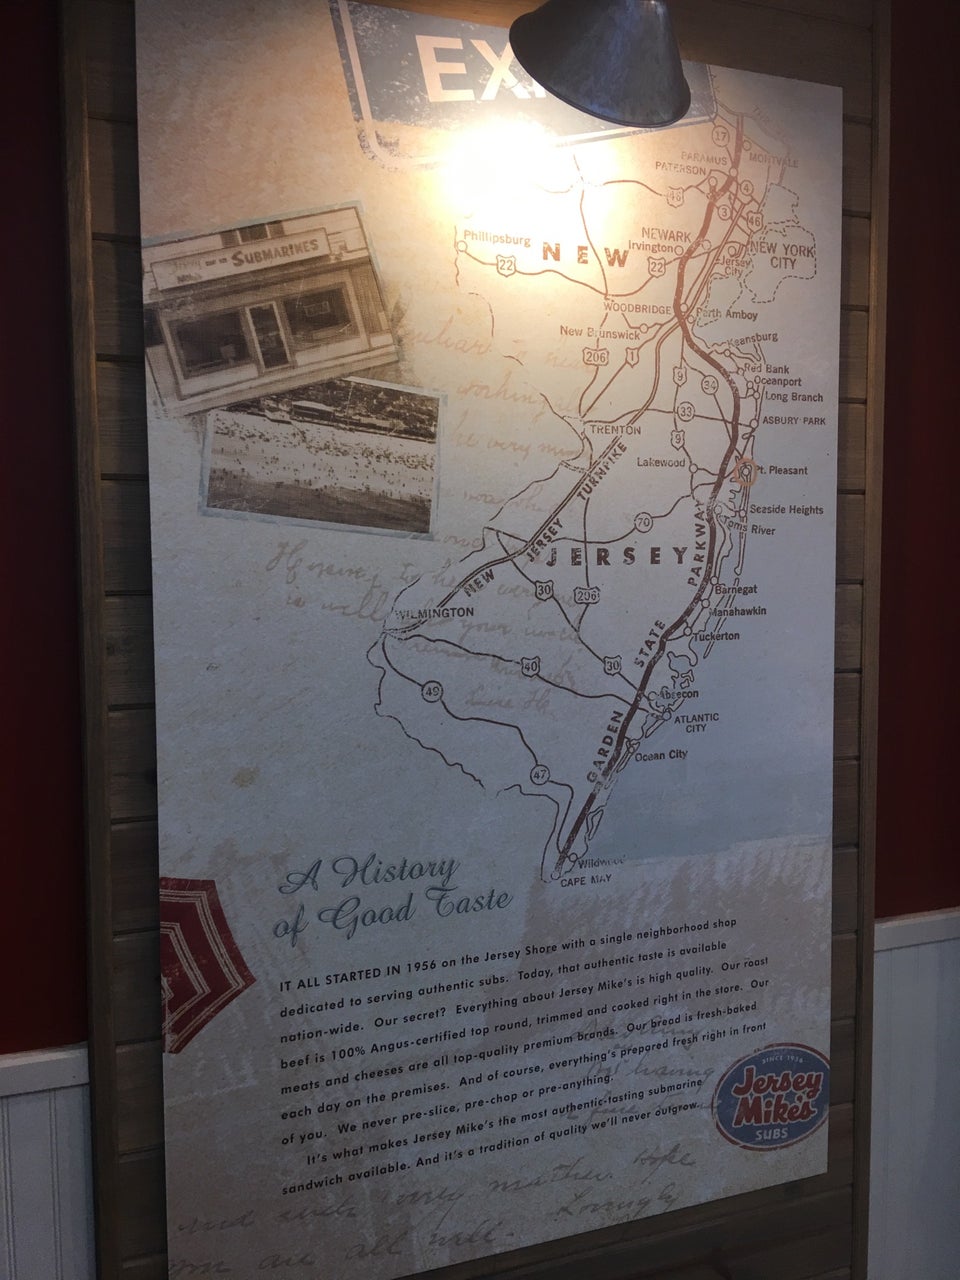 SUBMARINES
17
PARAMUS
MONTVALE
PATERSON
4
46
3
46
NEWARK
Irvington
NEW YORK
CITY
Jersey
City
Phillipsburg
NEW
22
22
WOODBRIDGE
Perth Amboy
New Brunswick
Keansburg
206
1
9
34
Red Bank
Oceanport
Long Branch
33
ASBURY PARK
TRENTON
9
Lakewood
Pt. Pleasant
NEW JERSEY TURNPIKE
Seaside Heights
70
Toms River
JERSEY
30
206
Barnegat
Manahawkin
WILMINGTON
Tuckerton
GARDEN STATE PARKWAY
40
30
49
Absecon
ATLANTIC
CITY
Ocean City
47
Wildwood
CAPE MAY
A History
of Good Taste
IT ALL STARTED IN 1956 on the Jersey Shore with a single neighborhood shop
dedicated to serving authentic subs. Today, that authentic taste is available
nation-wide. Our secret? Everything about Jersey Mike's is high quality. Our roast
beef is 100% Angus-certified top round, trimmed and cooked right in the store. Our
meats and cheeses are all top-quality premium brands. Our bread is fresh-baked
each day on the premises. And of course, everything's prepared fresh right in front
of you. We never pre-slice, pre-chop or pre-anything.
It's what makes Jersey Mike's the most authentic-tasting submarine
sandwich available. And it's a tradition of quality we'll never outgrow.
SINCE 1956
Jersey
Mike's
SUBS
you are all well.